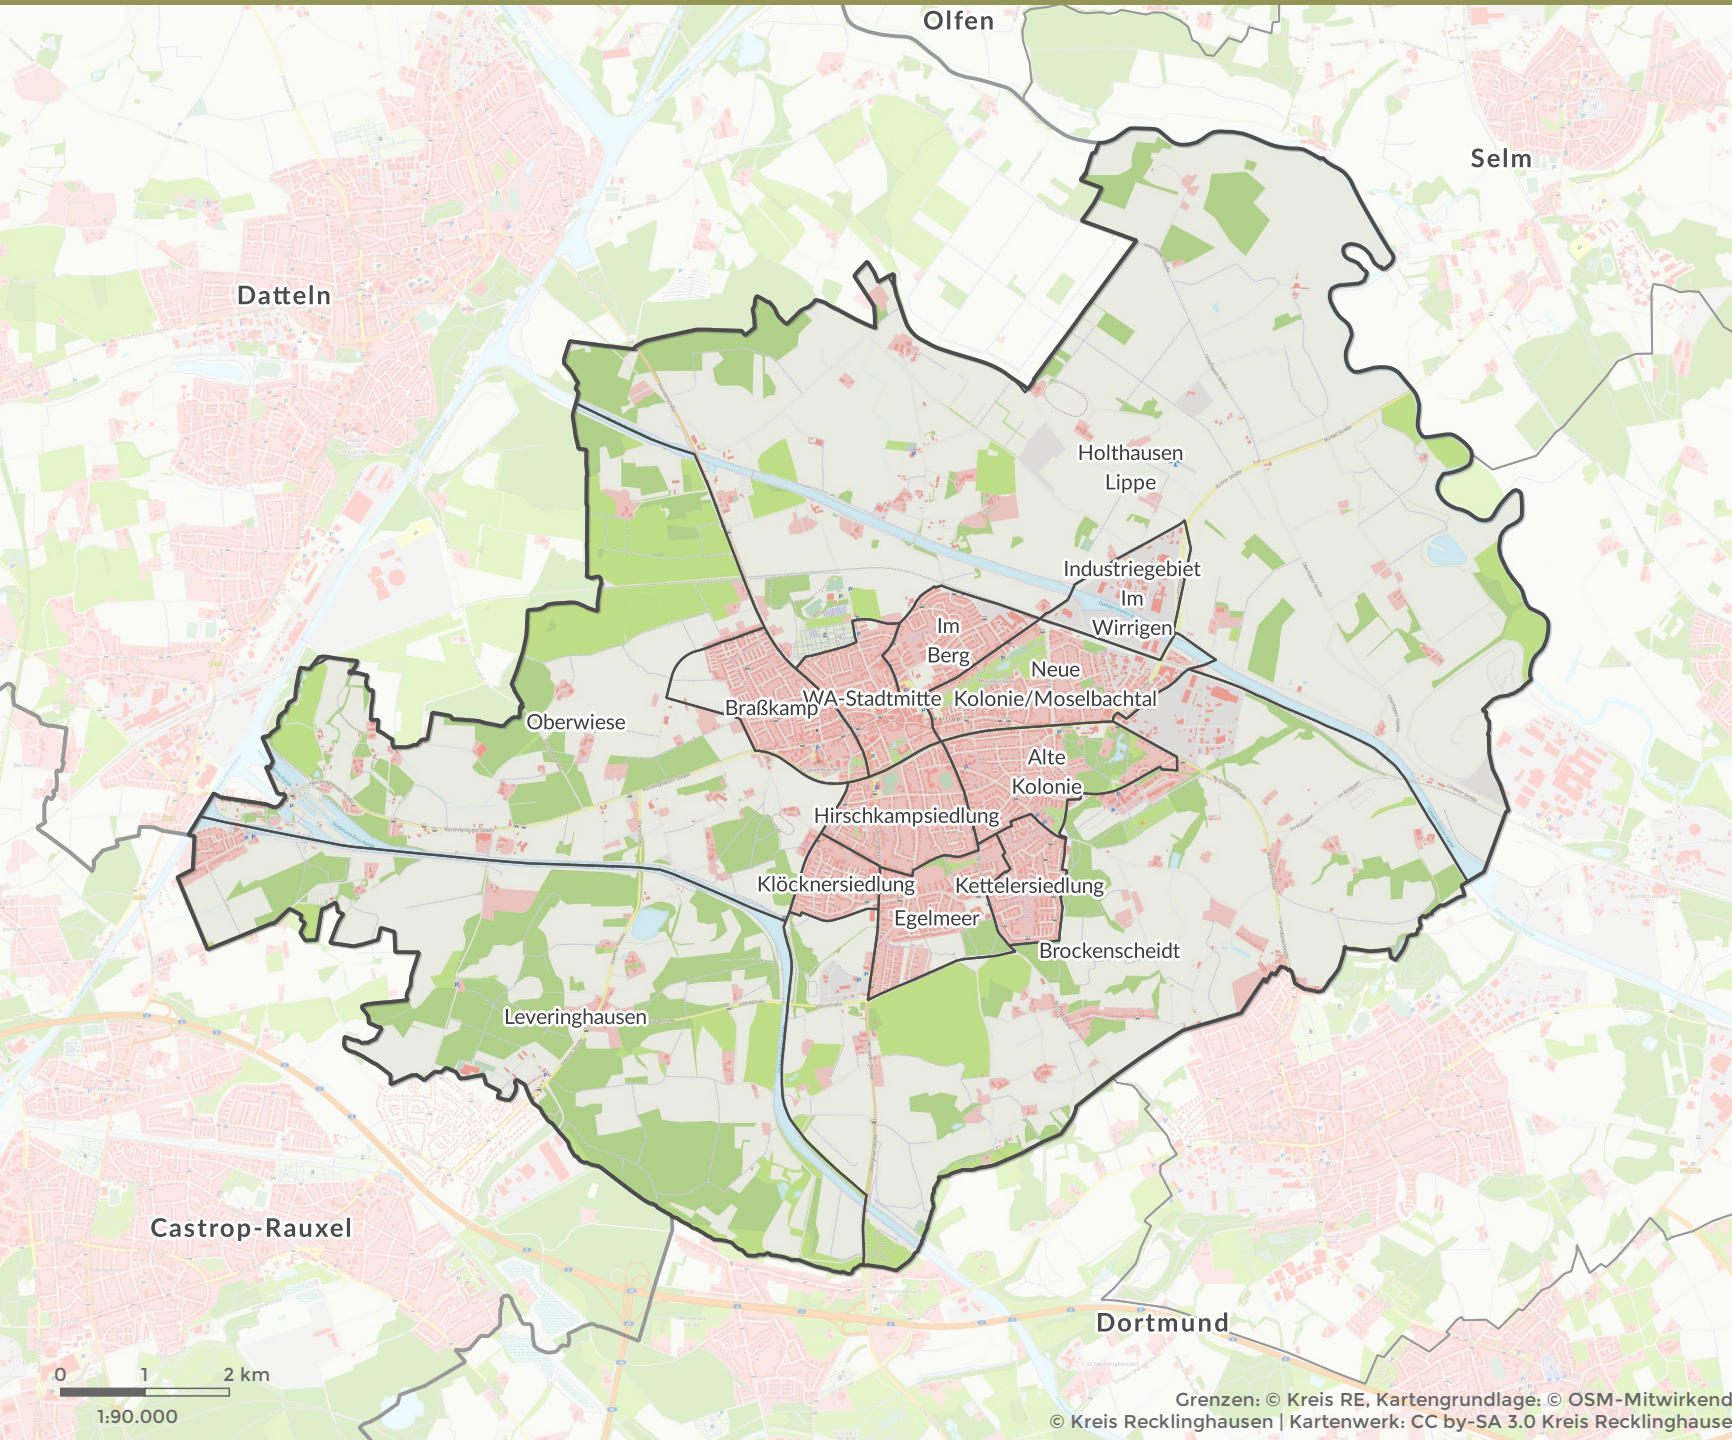 Olfen
Selm
Datteln
Holthausen
Lippe
Industriegebiet
Im
Wirrigen
Im
Berg
Neue
Kolonie/Moselbachtal
WA-Stadtmitte
Braßkamp
Oberwiese
Alte
Kolonie
Hirschkampsiedlung
Klöcknersiedlung
Kettelersiedlung
Egelmeer
Brockenscheidt
Leveringhausen
Castrop-Rauxel
Dortmund
0 1 2 km
1:90.000
Grenzen: © Kreis RE, Kartengrundlage: © OSM-Mitwirkend
© Kreis Recklinghausen | Kartenwerk: CC by-SA 3.0 Kreis Recklinghause